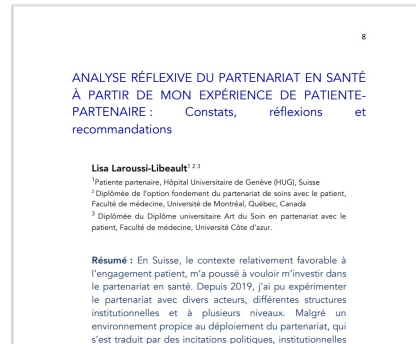 8
ANALYSE RÉFLEXIVE DU PARTENARIAT EN SANTÉ
À PARTIR DE MON EXPÉRIENCE DE PATIENTE-
PARTENAIRE : Constats, réflexions et
recommandations
Lisa Laroussi-Libeault¹ ² ³
¹Patiente partenaire, Hôpital Universitaire de Genève (HUG), Suisse
² Diplômée de l'option fondement du partenariat de soins avec le patient,
Faculté de médecine, Université de Montréal, Québec, Canada
³ Diplômée du Diplôme universitaire Art du Soin en partenariat avec le
patient, Faculté de médecine, Université Côte d'azur.
Résumé : En Suisse, le contexte relativement favorable à
l'engagement patient, m'a poussé à vouloir m'investir dans
le partenariat en santé. Depuis 2019, j'ai pu expérimenter
le partenariat avec divers acteurs, différentes structures
institutionnelles et à plusieurs niveaux. Malgré un
environnement propice au déploiement du partenariat, qui
s'est traduit par des incitations politiques, institutionnelles